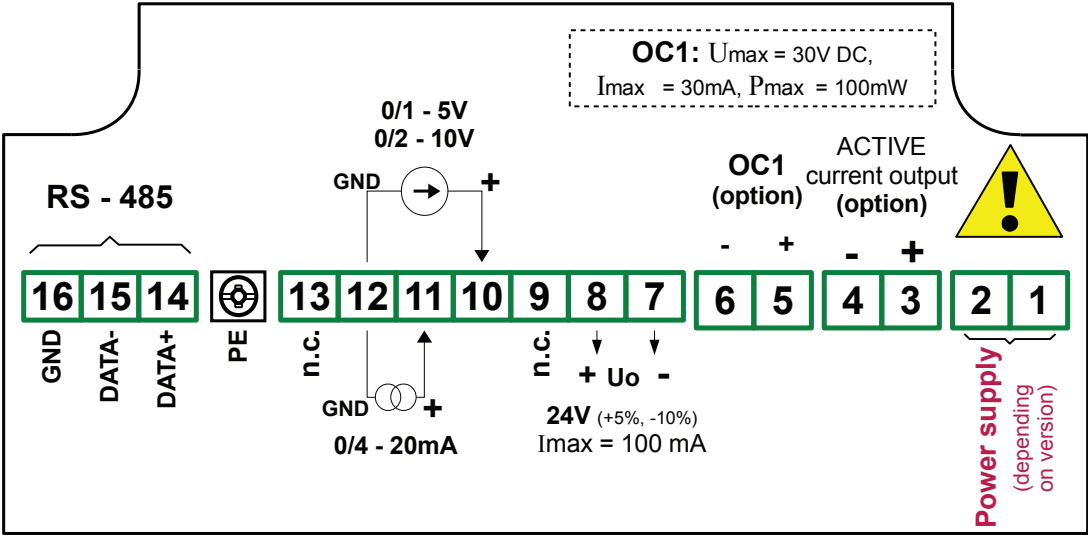 OC1: Umax = 30V DC,
Imax = 30mA, Pmax = 100mW
0/1 - 5V
0/2 - 10V
GND
+
RS - 485
OC1
(option)
- +
ACTIVE
current output
(option)
- +
16 15 14 13 12 11 10 9 8 7 6 5 4 3 2 1
GND
DATA-
DATA+
PE
n.c.
GND
+
0/4 - 20mA
n.c.
+ Uo -
24V (+5%, -10%)
Imax = 100 mA
Power supply
(depending
on version)